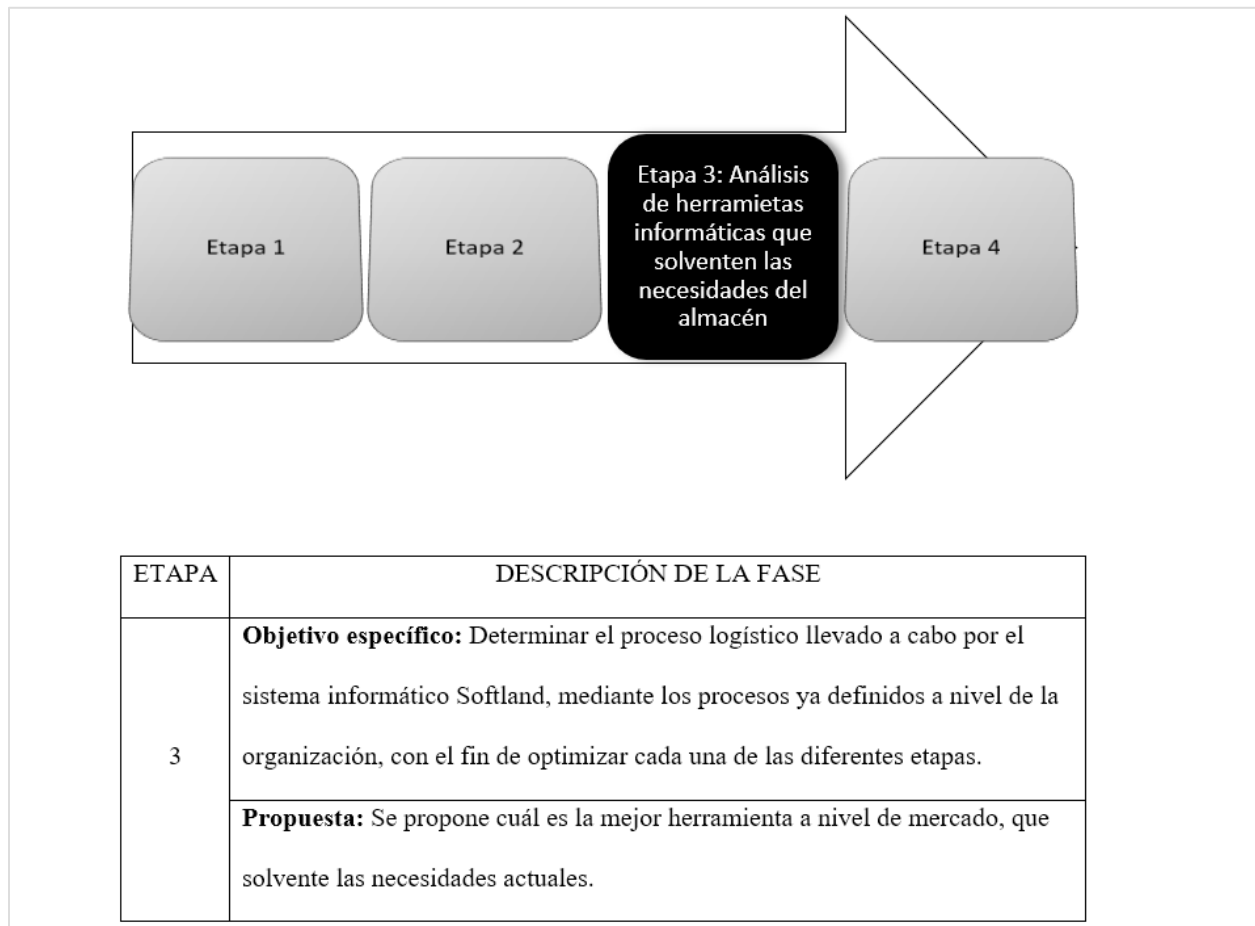 Etapa 1
Etapa 2
Etapa 3: Análisis
de herramietas
informáticas que
solventen las
necesidades del
almacén
Etapa 4
ETAPA
DESCRIPCIÓN DE LA FASE
3
Objetivo específico: Determinar el proceso logístico llevado a cabo por el
sistema informático Softland, mediante los procesos ya definidos a nivel de la
organización, con el fin de optimizar cada una de las diferentes etapas.
Propuesta: Se propone cuál es la mejor herramienta a nivel de mercado, que
solvente las necesidades actuales.